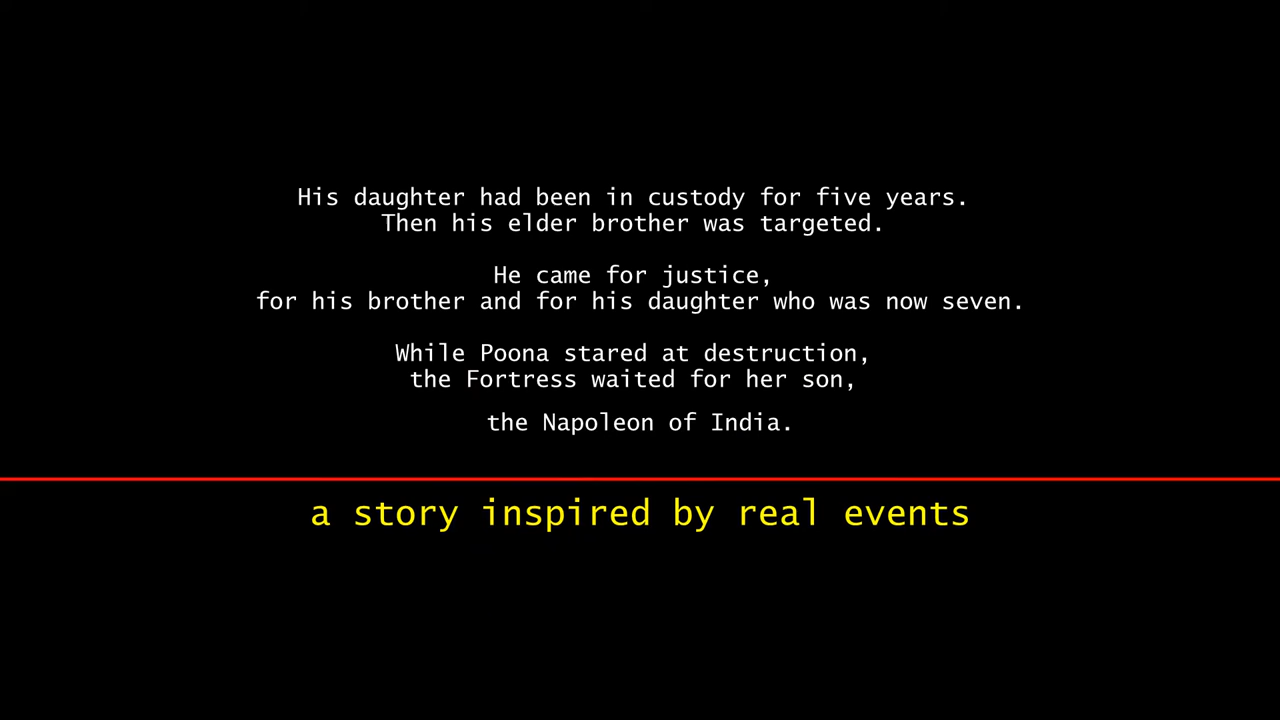 His daughter had been in custody for five years.
Then his elder brother was targeted.
He came for justice,
for his brother and for his daughter who was now seven.
While Poona stared at destruction,
the Fortress waited for her son,
the Napoleon of India.
a story inspired by real events